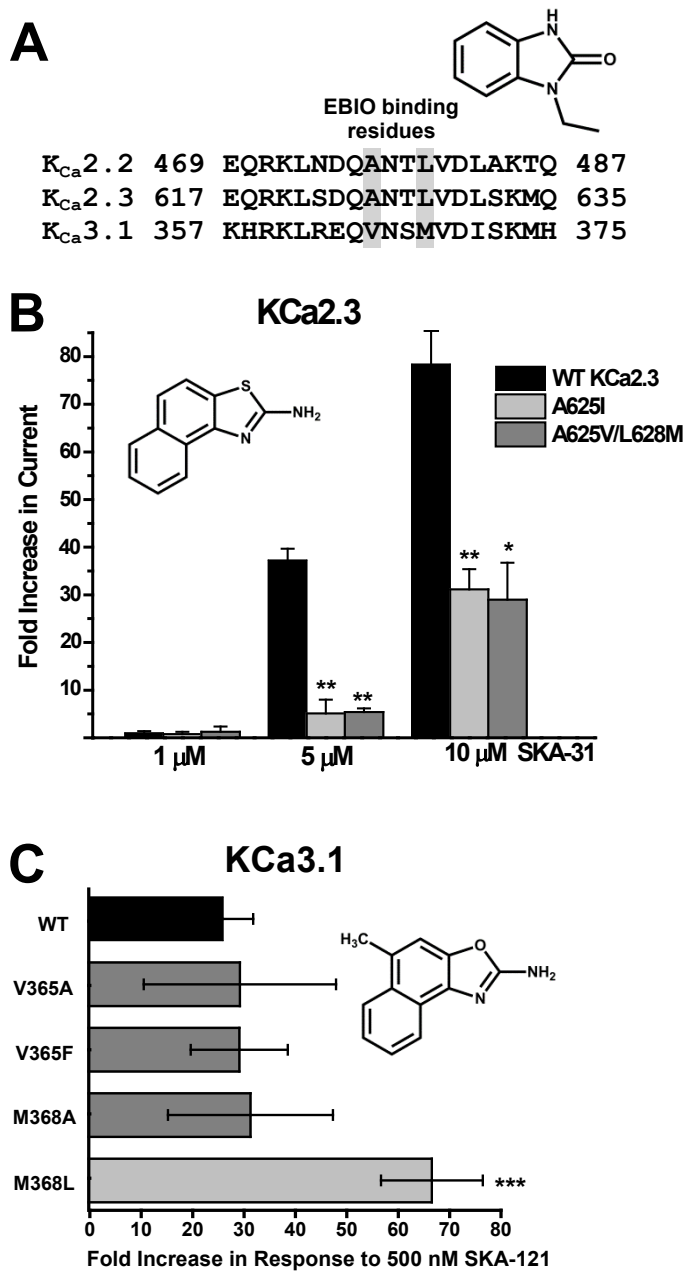 A
H
N
O
N
EBIO binding
residues
KCa2.2 469 EQRKLNDQANTLVDLAKTQ 487
KCa2.3 617 EQRKLSDQANTLVDLSKMQ 635
KCa3.1 357 KHRKLREQVNSMVDISKMH 375
B
KCa2.3
Fold Increase in Current
80
70
60
50
40
30
20
10
S
NH2
N
WT KCa2.3
A625I
A625V/L628M
** **
** *
1 µM 5 µM 10 µM SKA-31
C
KCa3.1
WT
V365A
V365F
M368A
M368L
H3C
O
NH2
N
***
0 10 20 30 40 50 60 70 80
Fold Increase in Response to 500 nM SKA-121